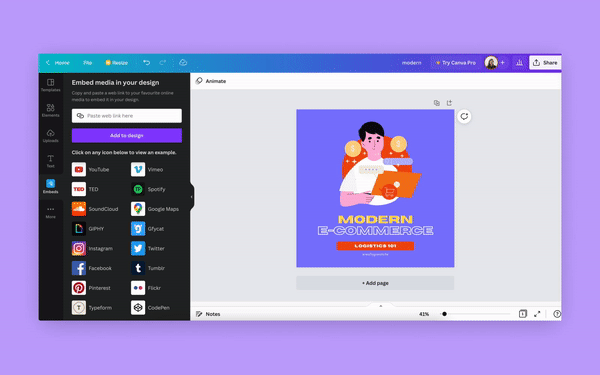 Home File Resize modern Try Canva Pro + Share
Templates
Elements
Uploads
Text
Embeds
More
Embed media in your design
Copy and paste a web link to your favourite online
media to embed it in your design.
Paste web link here
Add to design
Click on any icon below to view an example.
YouTube Vimeo
TED Spotify
SoundCloud Google Maps
GIPHY Gfycat
Instagram Twitter
Facebook Tumblr
Pinterest Flickr
Typeform CodePen
Animate
MODERN
E-COMMERCE
LOGISTICS 101
+ Add page
Notes 41% 1 ?